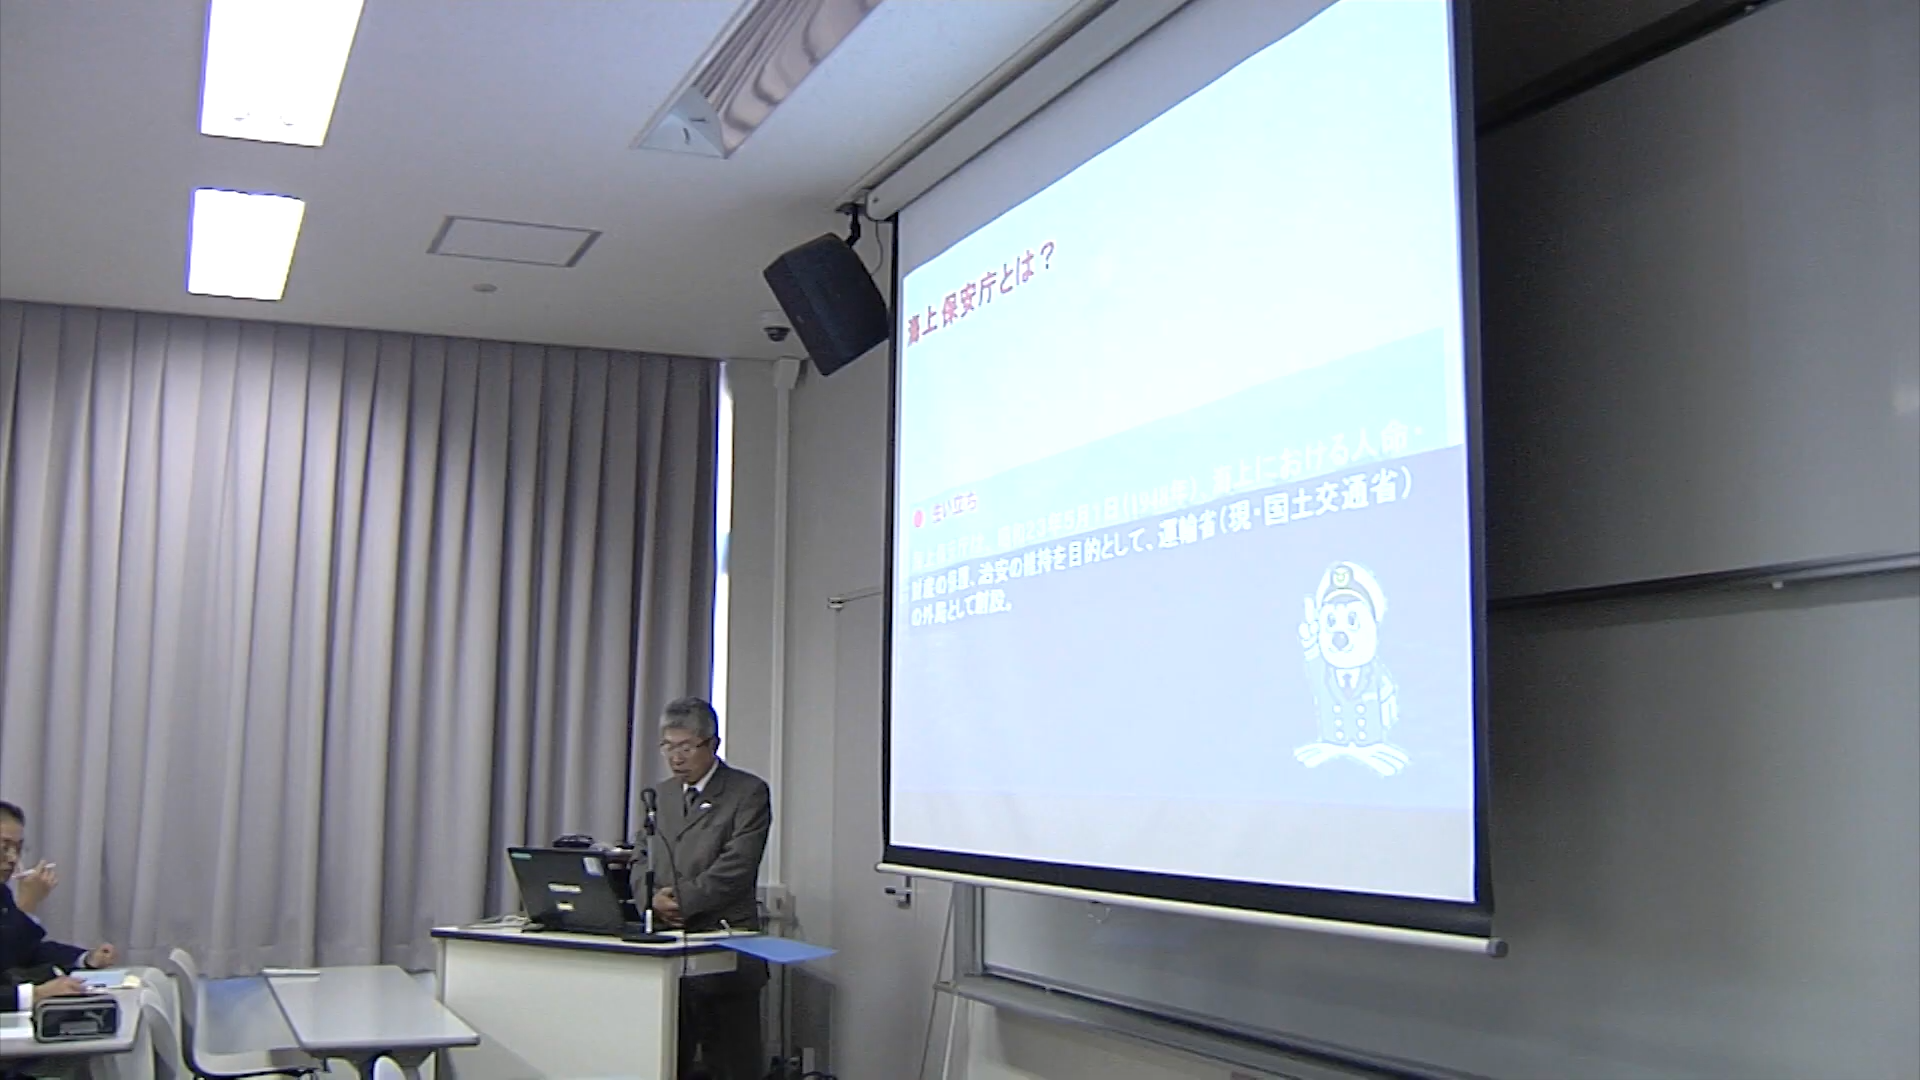 海上保安庁とは？
● 生い立ち
海上保安庁は、昭和23年5月1日(1948年)、海上における人命・
財産の保護、治安の維持を目的として、運輸省(現・国土交通省)
の外局として創設。